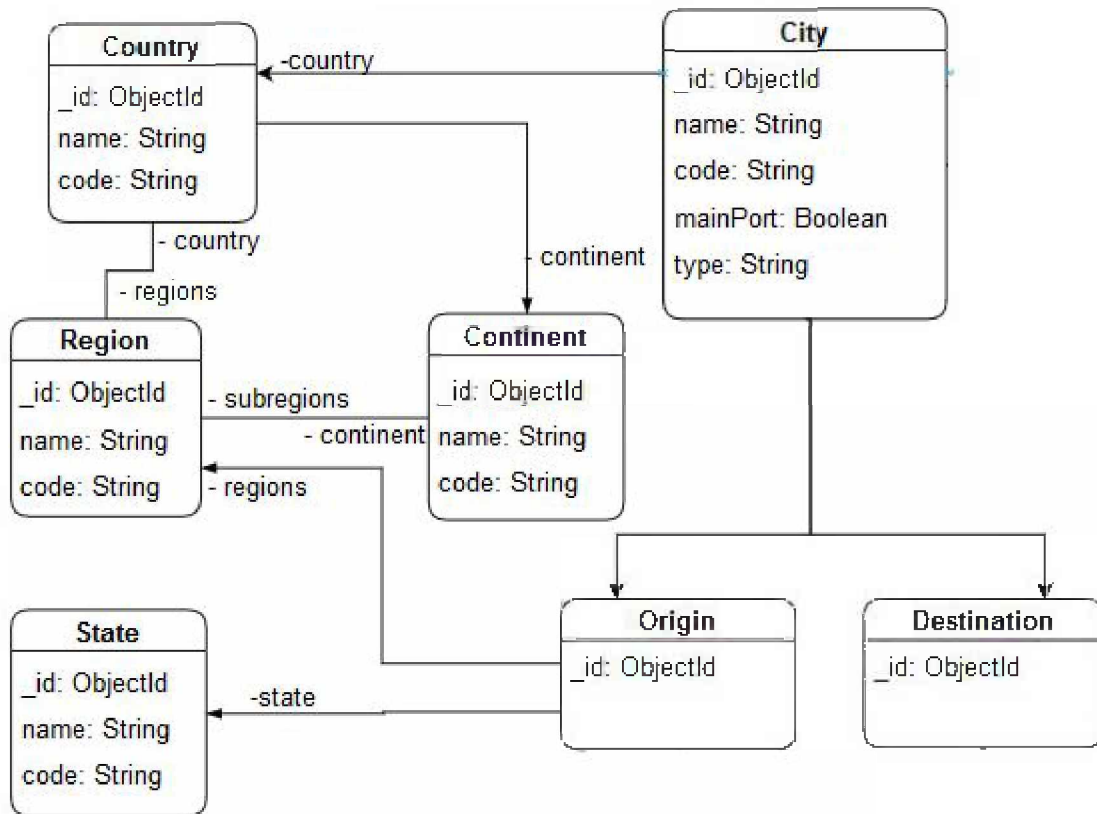 Country
_id: ObjectId
name: String
code: String
-country
City
_id: ObjectId
name: String
code: String
mainPort: Boolean
type: String
- country
- regions
- continent
Region
_id: ObjectId
name: String
code: String
- subregions
- continent
- regions
Continent
_id: ObjectId
name: String
code: String
State
_id: ObjectId
name: String
code: String
-state
Origin
_id: ObjectId
Destination
_id: ObjectId